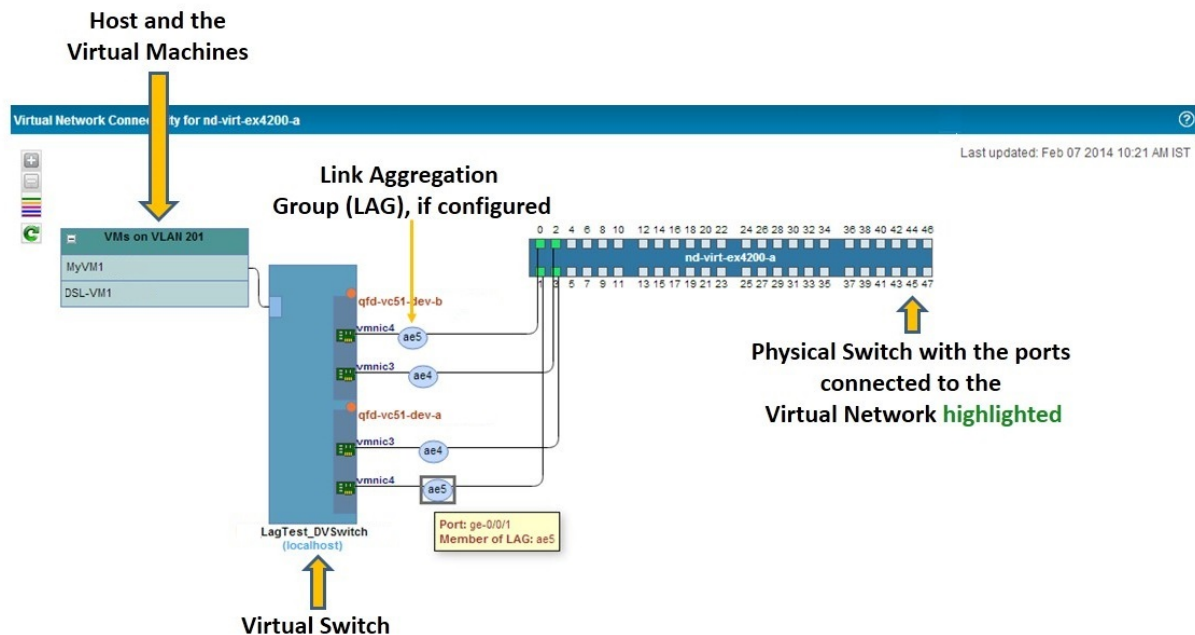 Host and the
Virtual Machines
Virtual Network Connectivity for nd-virt-ex4200-a
Last updated: Feb 07 2014 10:21 AM IST
Link Aggregation
Group (LAG), if configured
VMs on VLAN 201
MyVM1
DSL-VM1
0 2 4 6 8 10 12 14 16 18 20 22 24 26 28 30 32 34 36 38 40 42 44 46
nd-virt-ex4200-a
1 3 5 7 9 11 13 15 17 19 21 23 25 27 29 31 33 35 37 39 41 43 45 47
qfd-vc51-dev-b
vmnic4
ae5
vmnic3
ae4
qfd-vc51-dev-a
vmnic3
ae4
vmnic4
ae5
Physical Switch with the ports
connected to the
Virtual Network highlighted
Port: ge-0/0/1
Member of LAG: ae5
LagTest_DVSwitch
(localhost)
Virtual Switch